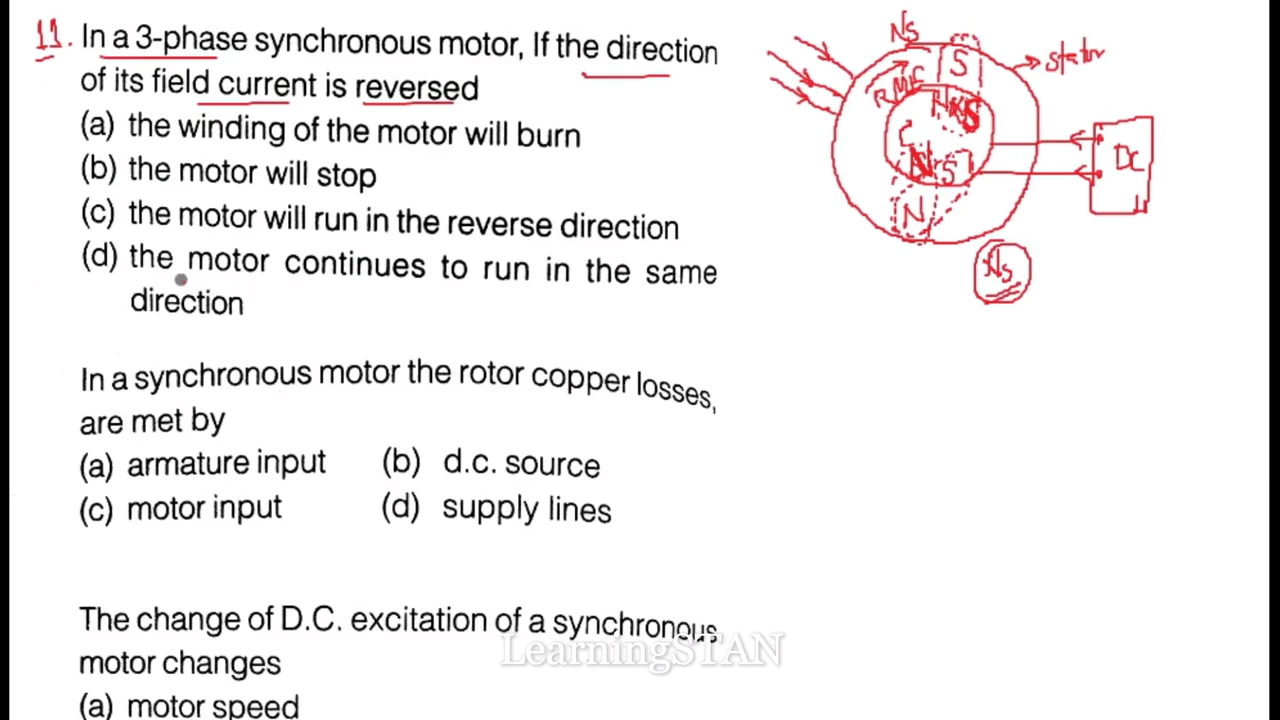 11. In a 3-phase synchronous motor, If the direction
of its field current is reversed
(a) the winding of the motor will burn
(b) the motor will stop
(c) the motor will run in the reverse direction
(d) the motor continues to run in the same
direction
In a synchronous motor the rotor copper losses,
are met by
(a) armature input (b) d.c. source
(c) motor input (d) supply lines
The change of D.C. excitation of a synchronous
motor changes
(a) motor speed
LearningSTAN
Ns
S
stator
RMF
N
S
DC
S
N
Ns